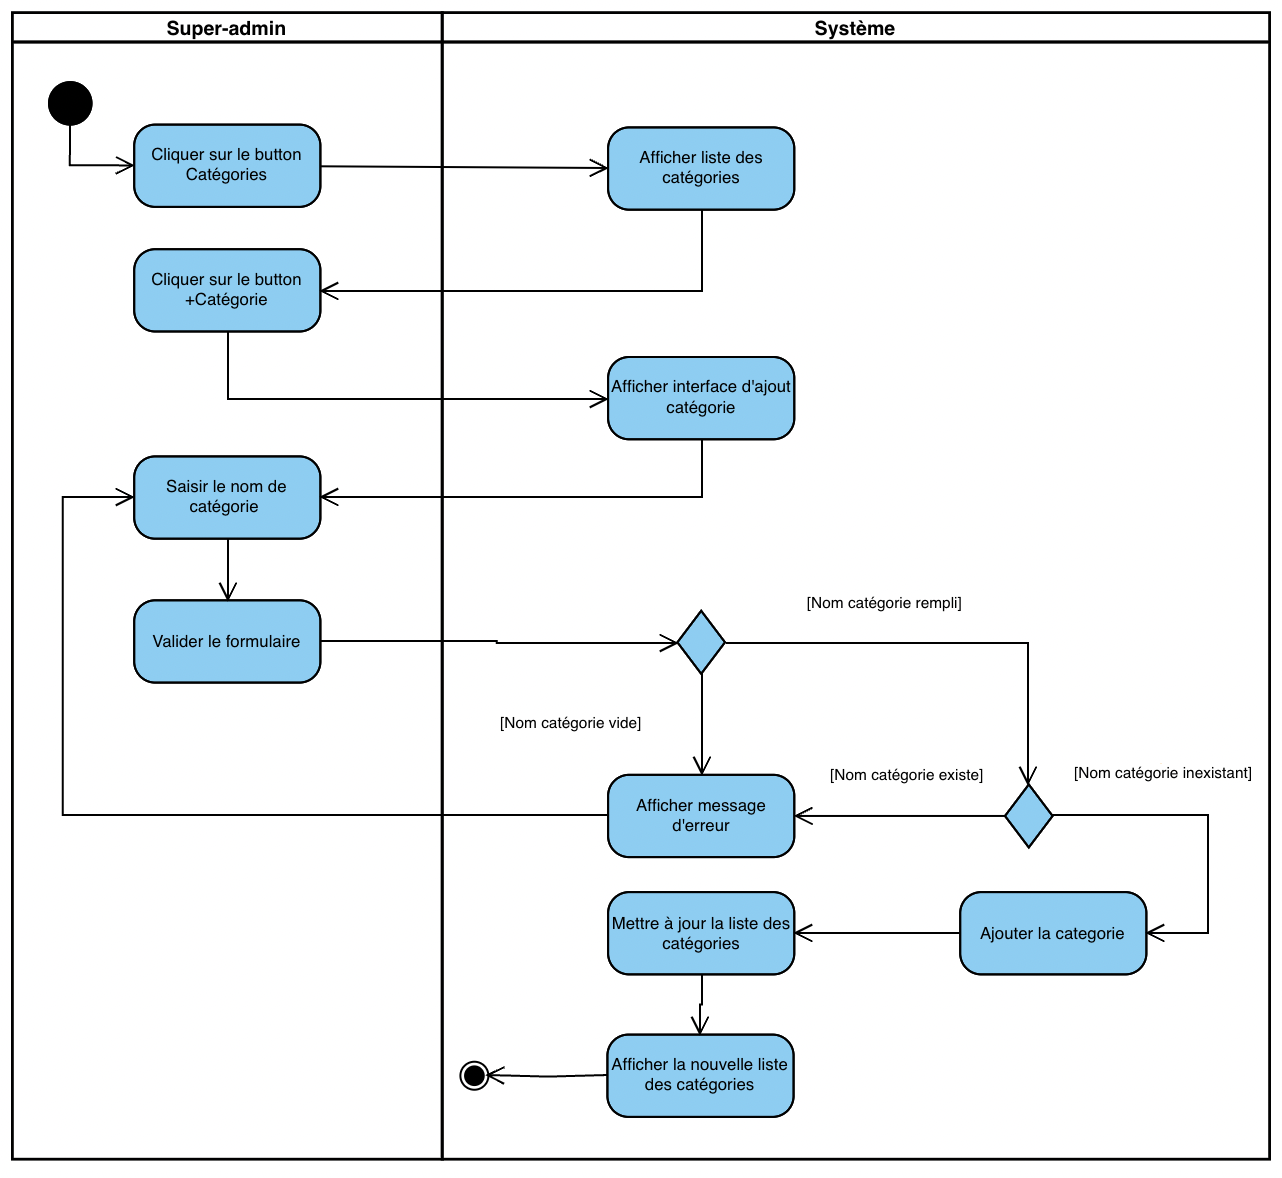 Super-admin
Système
Cliquer sur le button
Catégories
Afficher liste des
catégories
Cliquer sur le button
+Catégorie
Afficher interface d'ajout
catégorie
Saisir le nom de
catégorie
Valider le formulaire
[Nom catégorie rempli]
[Nom catégorie vide]
[Nom catégorie existe]
[Nom catégorie inexistant]
Afficher message
d'erreur
Mettre à jour la liste des
catégories
Ajouter la categorie
Afficher la nouvelle liste
des catégories